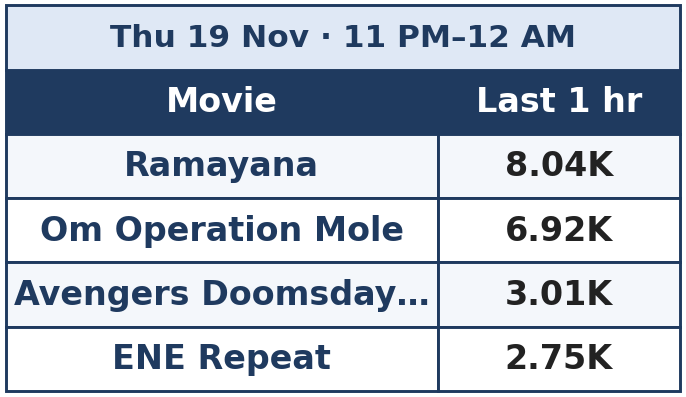 Thu 19 Nov · 11 PM–12 AM
Movie Last 1 hr
Ramayana 8.04K
Om Operation Mole 6.92K
Avengers Doomsday... 3.01K
ENE Repeat 2.75K